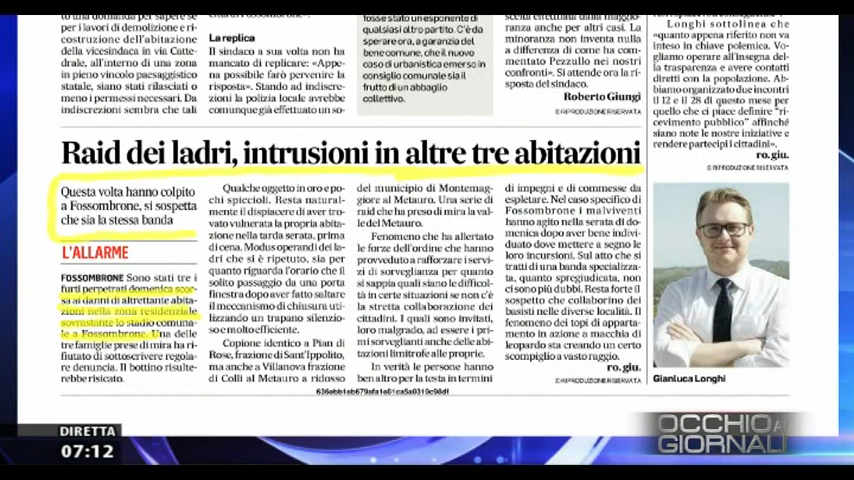 to una domanda per sapere se
per i lavori di demolizione e ri-
costruzione dell'abitazione
della vicesindaca in via Catte-
drale, all'interno di una zona
in pieno vincolo paesaggistico
statale, siano stati rilasciati o
meno i permessi necessari. Da
indiscrezioni sembra che tali
La replica
Il sindaco a sua volta non ha
mancato di replicare: «Appe-
na possibile farò pervenire la
risposta». Stando ad indiscre-
zioni la polizia locale avrebbe
comunque già effettuato un so-
fosse stato un esponente di
qualsiasi altro partito. C'è da
sperare ora, a garanzia del
bene comune, che il nuovo
caso di urbanistica emerso in
consiglio comunale sia il
frutto di un abbaglio
collettivo.
scelti effettuata dalla maggio-
ranza anche per altri casi. La
minoranza non inveнta nulla
a differenza di come ha com-
mentato Pezzullo nei nostri
confronti». Si attende ora la ri-
sposta del sindaco.
Roberto Giungi
© RIPRODUZIONE RISERVATA
Longhi sottolinea che
«quanto appena riferito non va
inteso in chiave polemica. Vo-
gliamo operare all'insegna del-
la trasparenza e avere contatti
diretti con la popolazione. Ab-
biamo organizzato due incontri
il 12 e il 28 di questo mese per
quello che ci piace definire “ri-
cevimento pubblico” affinché
siano note le nostre iniziative e
rendere partecipi i cittadini».
ro. giu.
© RIPRODUZIONE RISERVATA
Raid dei ladri, intrusioni in altre tre abitazioni
Questa volta hanno colpito
a Fossombrone, si sospetta
che sia la stessa banda
L'ALLARME
FOSSOMBRONE Sono stati tre i
furti perpetrati domenica scor-
sa ai danni di altrettante abita-
zioni nella zona residenziale
sovrastante lo stadio comuna-
le a Fossombrone. Una delle
tre famiglie prese di mira ha ri-
fiutato di sottoscrivere regola-
re denuncia. Il bottino risulte-
rebbe risicato.
Qualche oggetto in oro e po-
chi spiccioli. Resta natural-
mente il dispiacere di aver tro-
vato vulnerata la propria abita-
zione nella tarda serata, prima
di cena. Modus operandi dei la-
dri che si è ripetuto, sia per
quanto riguarda l'orario che il
solito passaggio da una porta
finestra dopo aver fatto saltare
il meccanismo di chiusura uti-
lizzando un trapano silenzio-
so e molto efficiente.
Copione identico a Pian di
Rose, frazione di Sant'Ippolito,
ma anche a Villanova frazione
di Colli al Metauro a ridosso
del municipio di Montemag-
giore al Metauro. Una serie di
raid che ha preso di mira la val-
le del Metauro.
Fenomeno che ha allertato
le forze dell'ordine che hanno
provveduto a rafforzare i servi-
zi di sorveglianza per quanto
si sappia quali siano le difficol-
tà in certe situazioni se non c'è
la stretta collaborazione dei
cittadini. I quali sono invitati,
loro malgrado, ad essere i pri-
mi sorveglianti anche delle abi-
tazioni limitrofe alle proprie.
In verità le persone hanno
ben altro per la testa in termini
di impegni e di commesse da
espletare. Nel caso specifico di
Fossombrone i malviventi
hanno agito nella serata di do-
menica dopo aver bene indivi-
duato dove mettere a segno le
loro incursioni. Sul atto che si
tratti di una banda specializza-
ta, quanto spregiudicata, non
ci sono più dubbi. Resta forte il
sospetto che collaborino dei
basisti nelle diverse località. Il
fenomeno dei topi di apparta-
mento in azione a macchia di
leopardo sta creando un certo
scompiglio a vasto raggio.
ro. giu.
© RIPRODUZIONE RISERVATA
Gianluca Longhi
DIRETTA
07:12
OCCHIO AI
GIORNALI